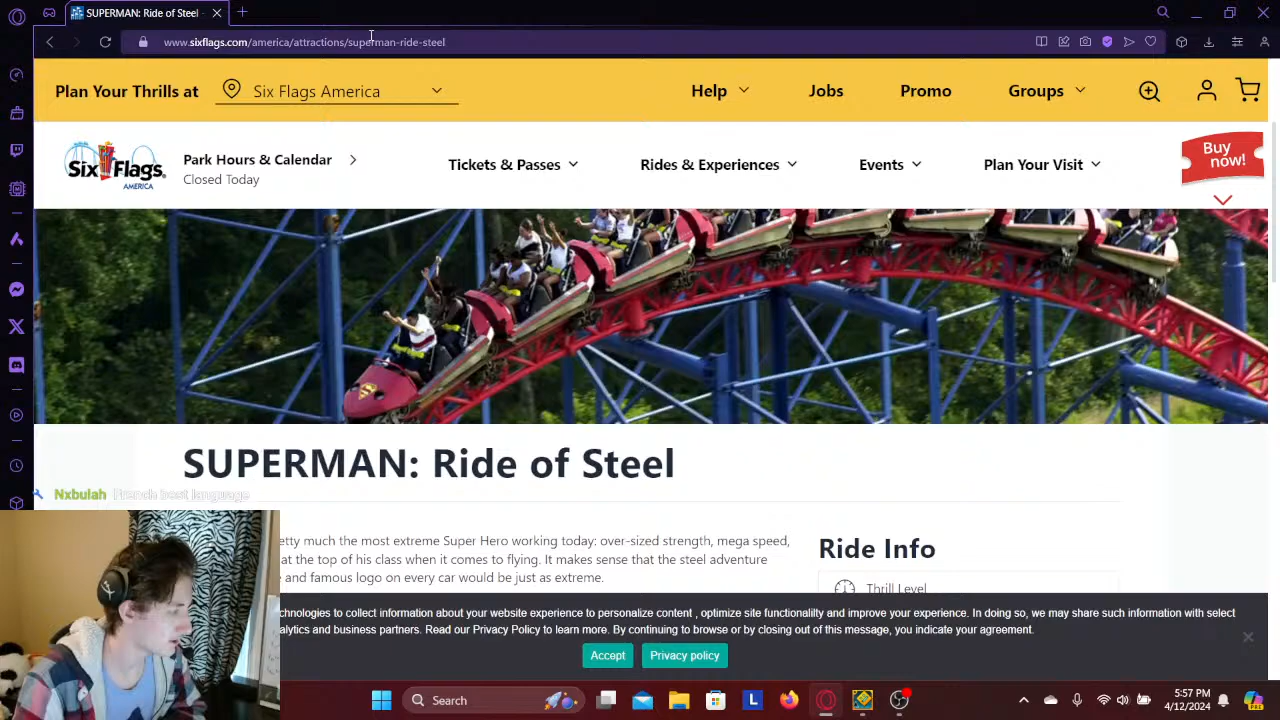 SUPERMAN: Ride of Steel -
www.sixflags.com/america/attractions/superman-ride-steel
Plan Your Thrills at
Six Flags America
Help
Jobs
Promo
Groups
Six Flags
AMERICA
Park Hours & Calendar
Closed Today
Tickets & Passes
Rides & Experiences
Events
Plan Your Visit
Buy
now!
SUPERMAN: Ride of Steel
Nxbulah French best language
etty much the most extreme Super Hero working today: over-sized strength, mega speed,
at the top of his class when it comes to flying. It makes sense that the steel adventure
and famous logo on every car would be just as extreme.
Ride Info
Thrill Level
chnologies to collect information about your website experience to personalize content , optimize site functionality and improve your experience. In doing so, we may share such information with select
nalytics and business partners. Read our Privacy Policy to learn more. By continuing to browse or by closing out of this message, you indicate your agreement.
Accept
Privacy policy
Search
5:57 PM
4/12/2024